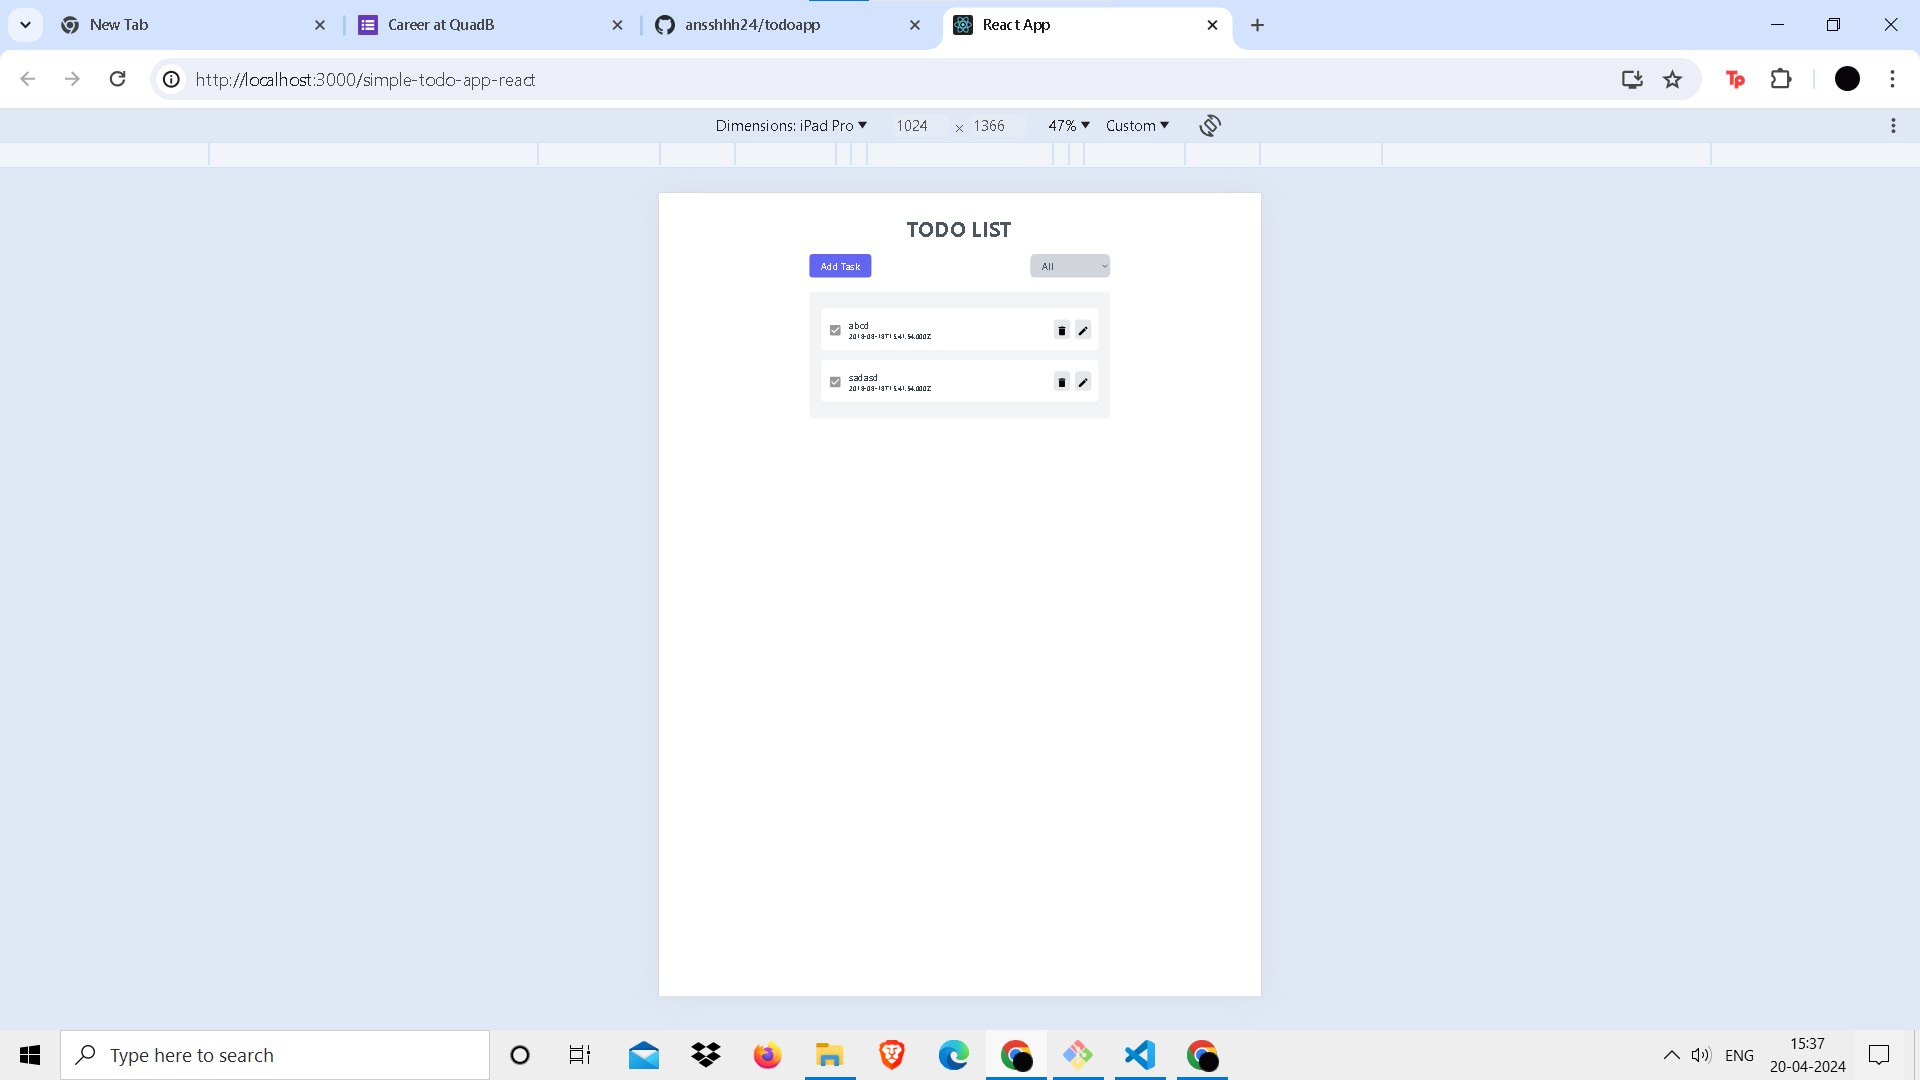 New Tab
Career at QuadB
ansshhh24/todoapp
React App
http://localhost:3000/simple-todo-app-react
Tp
Dimensions: iPad Pro 1024 × 1366 47% Custom
TODO LIST
Add Task All
abcd
sadasd
Type here to search
ENG
15:37
20-04-2024